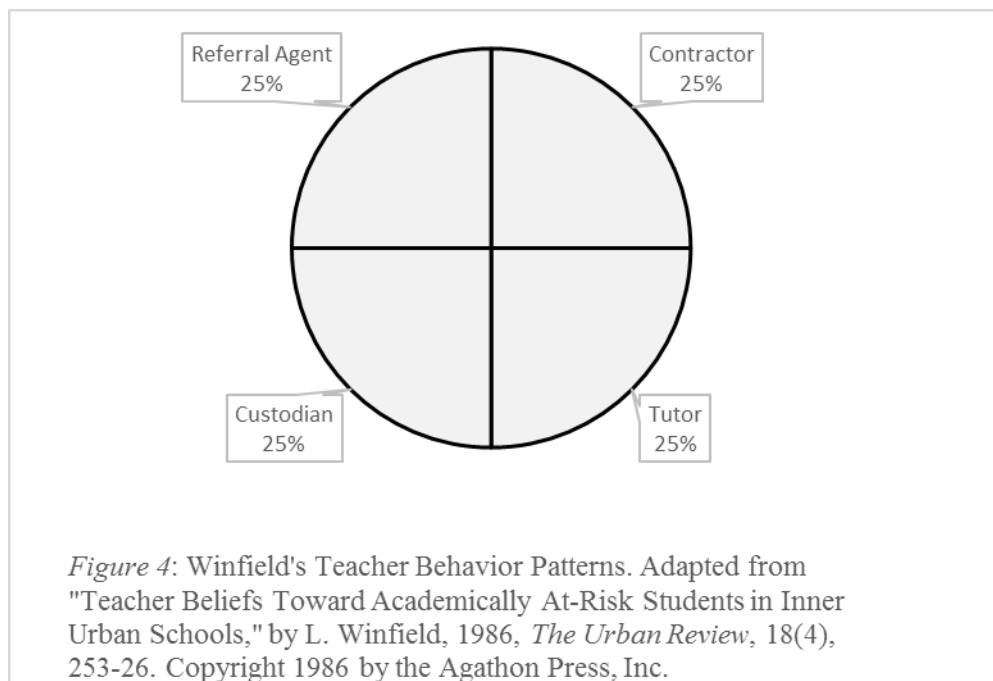 Referral Agent
25%
Contractor
25%
Custodian
25%
Tutor
25%
Figure 4: Winfield's Teacher Behavior Patterns. Adapted from
"Teacher Beliefs Toward Academically At-Risk Students in Inner
Urban Schools," by L. Winfield, 1986, The Urban Review, 18(4),
253-26. Copyright 1986 by the Agathon Press, Inc.